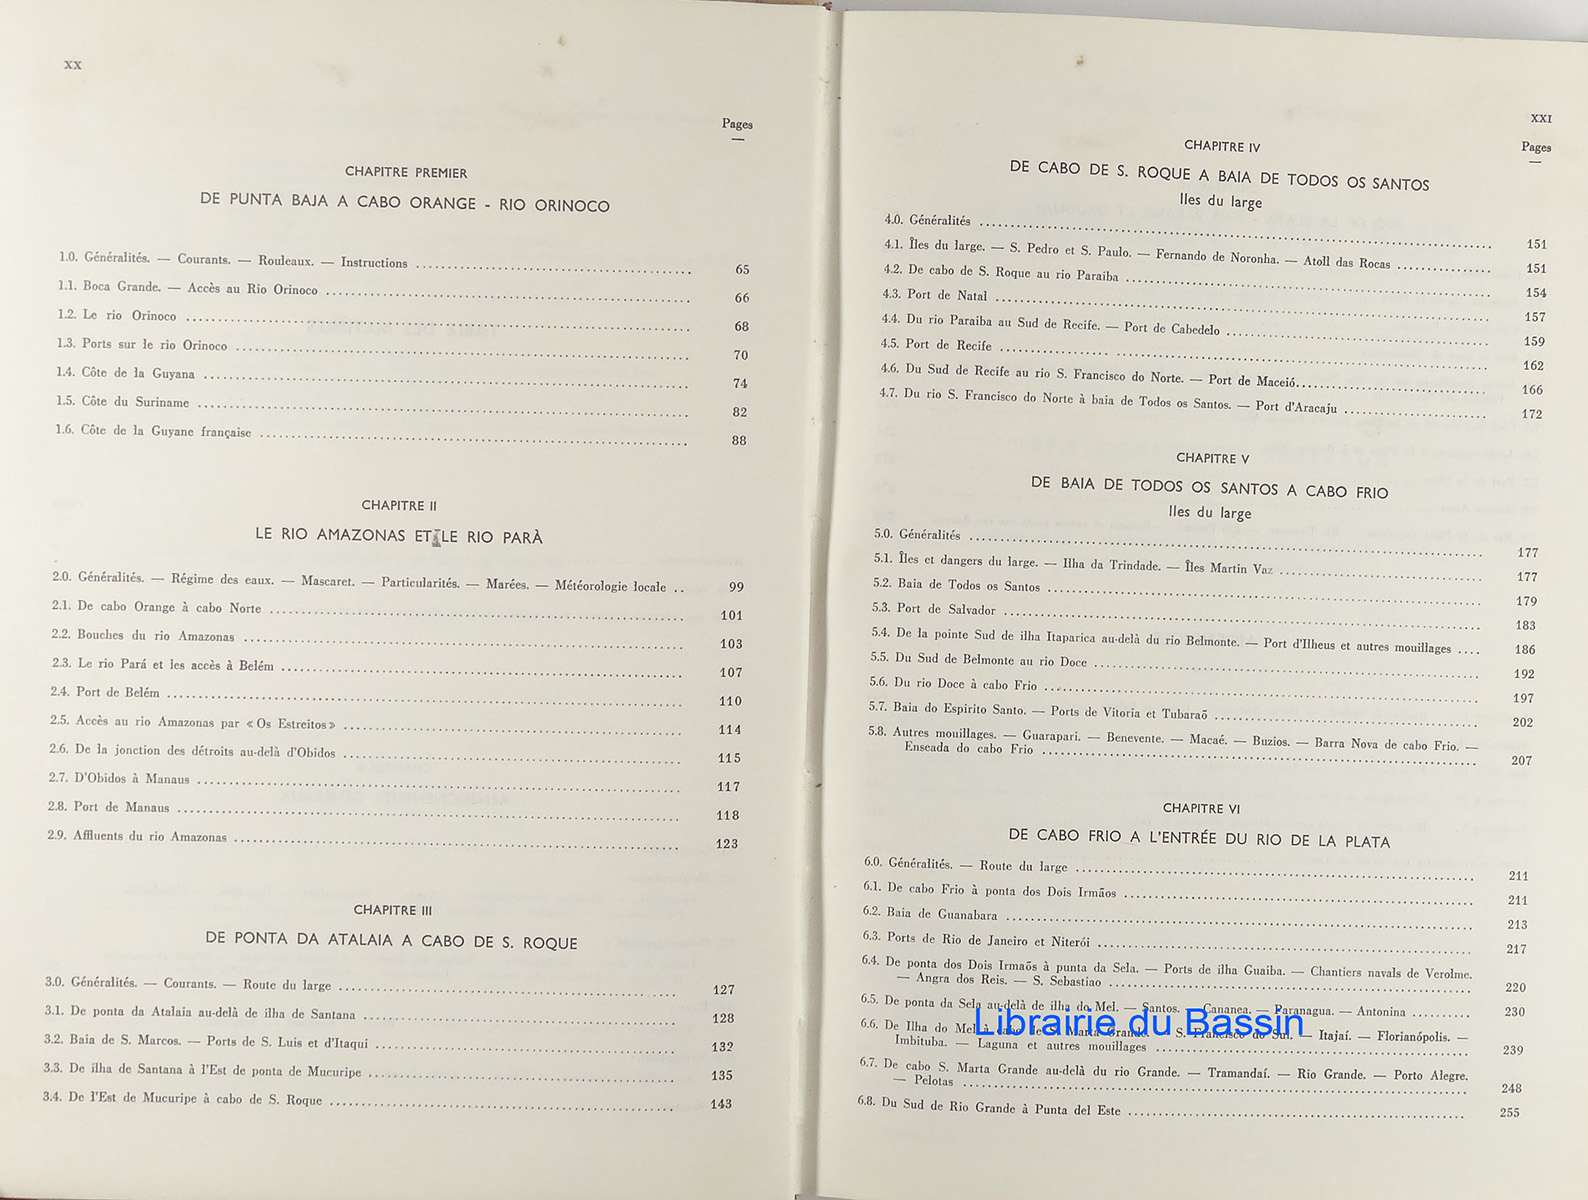 XX
Pages
CHAPITRE PREMIER
DE PUNTA BAJA A CABO ORANGE - RIO ORINOCO
1.0. Généralités. — Courants. — Rouleaux. — Instructions 65
1.1. Boca Grande. — Accès au Rio Orinoco 66
1.2. Le rio Orinoco 68
1.3. Ports sur le rio Orinoco 70
1.4. Côte de la Guyana 74
1.5. Côte du Suriname 82
1.6. Côte de la Guyane française 88
CHAPITRE II
LE RIO AMAZONAS ET LE RIO PARÀ
2.0. Généralités. — Régime des eaux. — Mascaret. — Particularités. — Marées. — Météorologie locale .. 99
2.1. De cabo Orange à cabo Norte 101
2.2. Bouches du rio Amazonas 103
2.3. Le rio Pará et les accès à Belém 107
2.4. Port de Belém 110
2.5. Accès au rio Amazonas par « Os Estreitos » 114
2.6. De la jonction des détroits au-delà d'Obidos 115
2.7. D'Obidos à Manaus 117
2.8. Port de Manaus 118
2.9. Affluents du rio Amazonas 123
CHAPITRE III
DE PONTA DA ATALAIA A CABO DE S. ROQUE
3.0. Généralités. — Courants. — Route du large 127
3.1. De ponta da Atalaia au-delà de ilha de Santana 128
3.2. Baia de S. Marcos. — Ports de S. Luis et d'Itaqui 132
3.3. De ilha de Santana à l'Est de ponta de Mucuripe 135
3.4. De l'Est de Mucuripe à cabo de S. Roque 143
XXI
Pages
CHAPITRE IV
DE CABO DE S. ROQUE A BAIA DE TODOS OS SANTOS
Iles du large
4.0. Généralités 151
4.1. Îles du large. — S. Pedro et S. Paulo. — Fernando de Noronha. — Atoll das Rocas 151
4.2. De cabo de S. Roque au rio Paraiba 154
4.3. Port de Natal 157
4.4. Du rio Paraiba au Sud de Recife. — Port de Cabedelo 159
4.5. Port de Recife 162
4.6. Du Sud de Recife au rio S. Francisco do Norte. — Port de Maceió 166
4.7. Du rio S. Francisco do Norte à baia de Todos os Santos. — Port d'Aracaju 172
CHAPITRE V
DE BAIA DE TODOS OS SANTOS A CABO FRIO
Iles du large
5.0. Généralités 177
5.1. Îles et dangers du large. — Ilha da Trindade. — Îles Martin Vaz 177
5.2. Baia de Todos os Santos 179
5.3. Port de Salvador 183
5.4. De la pointe Sud de ilha Itaparica au-delà du rio Belmonte. — Port d'Ilheus et autres mouillages .... 186
5.5. Du Sud de Belmonte au rio Doce 192
5.6. Du rio Doce à cabo Frio 197
5.7. Baia do Espirito Santo. — Ports de Vitoria et Tubaraõ 202
5.8. Autres mouillages. — Guarapari. — Benevente. — Macaé. — Buzios. — Barra Nova de cabo Frio. —
Enseada do cabo Frio 207
CHAPITRE VI
DE CABO FRIO A L'ENTRÉE DU RIO DE LA PLATA
6.0. Généralités. — Route du large 211
6.1. De cabo Frio à ponta dos Dois Irmãos 211
6.2. Baia de Guanabara 213
6.3. Ports de Rio de Janeiro et Niterói 217
6.4. De ponta dos Dois Irmaõs à punta da Sela. — Ports de ilha Guaiba. — Chantiers navals de Verolme.
— Angra dos Reis. — S. Sebastiao 220
6.5. De ponta da Sela au-delà de ilha do Mel. — Santos. — Cananea. — Paranagua. — Antonina 230
6.6. De Ilha do Mel à cabo de S. Marta Grande. — S. Francisco do Sul. — Itajaí. — Florianópolis. —
Imbituba. — Laguna et autres mouillages 239
6.7. De cabo S. Marta Grande au-delà du rio Grande. — Tramandaí. — Rio Grande. — Porto Alegre.
— Pelotas 248
6.8. Du Sud de Rio Grande à Punta del Este 255
Librairie du Bassin